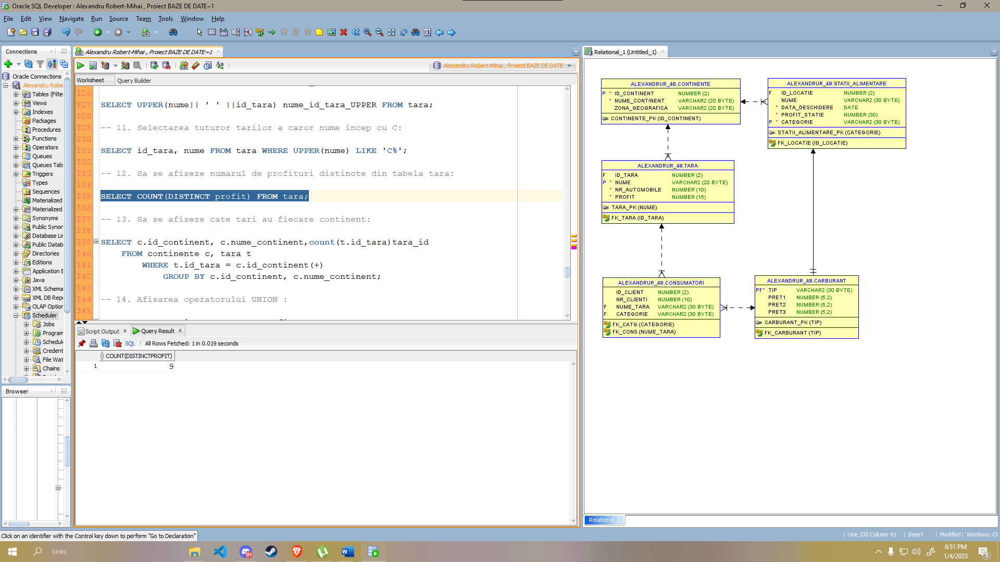 Oracle SQL Developer : Alexandru Robert-Mihai , Proiect BAZE DE DATE~1
File Edit View Navigate Run Source Team Tools Window Help
Connections
Oracle Connections
Alexandru Robe
Tables (Filte
Views
Indexes
Packages
Procedures
Functions
Operators
Queues
Queues Tab
Triggers
Types
Sequences
Materialized
Materialized
Synonyms
Public Synon
Database Lin
Public Datab
Directories
Editions
Application E
Java
XML Schema
XML DB Repo
OLAP Option
Scheduler
Jobs
Program
Schedul
Credent
File Wat
Chains
Browser
Alexandru Robert-Mihai , Proiect BAZE DE DATE~1
Alexandru Robert-Mihai , Proiect BAZE DE DATE
Worksheet Query Builder
326
327 SELECT UPPER(nume|| ' ' ||id_tara) nume_id_tara_UPPER FROM tara;
328
329 -- 11. Selectarea tuturor tarilor a caror nume incep cu C:
330
331 SELECT id_tara, nume FROM tara WHERE UPPER(nume) LIKE 'C%';
332
333 -- 12. Sa se afiseze numarul de profituri distincte din tabela tara:
334
335 SELECT COUNT(DISTINCT profit) FROM tara;
336
337 -- 13. Sa se afiseze cate tari au fiecare continent:
338
339 SELECT c.id_continent, c.nume_continent,count(t.id_tara)tara_id
340 FROM continente c, tara t
341 WHERE t.id_tara = c.id_continent(+)
342 GROUP BY c.id_continent, c.nume_continent;
343
344 -- 14. Afisarea operatorului UNION :
345
Script Output x Query Result x
SQL | All Rows Fetched: 1 in 0.019 seconds
COUNT(DISTINCTPROFIT)
1 9
Relational_1 (Untitled_1)
ALEXANDRUR_48.CONTINENTE
P * ID_CONTINENT NUMBER (2)
* NUME_CONTINENT VARCHAR2 (20 BYTE)
ZONA_GEOGRAFICA VARCHAR2 (20 BYTE)
CONTINENTE_PK (ID_CONTINENT)
ALEXANDRUR_48.STATII_ALIMENTARE
F ID_LOCATIE NUMBER (2)
NUME VARCHAR2 (30 BYTE)
* DATA_DESCHIDERE DATE
* PROFIT_STATIE NUMBER (30)
P * CATEGORIE VARCHAR2 (30 BYTE)
STATII_ALIMENTARE_PK (CATEGORIE)
FK_LOCATIE (ID_LOCATIE)
ALEXANDRUR_48.TARA
F ID_TARA NUMBER (2)
P * NUME VARCHAR2 (20 BYTE)
* NR_AUTOMOBILE NUMBER (10)
* PROFIT NUMBER (15)
TARA_PK (NUME)
FK_TARA (ID_TARA)
ALEXANDRUR_48.CONSUMATORI
ID_CLIENT NUMBER (2)
NR_CLIENTI NUMBER (10)
F NUME_TARA VARCHAR2 (30 BYTE)
F CATEGORIE VARCHAR2 (30 BYTE)
FK_CATG (CATEGORIE)
FK_CONS (NUME_TARA)
ALEXANDRUR_48.CARBURANT
PF* TIP VARCHAR2 (30 BYTE)
PRET1 NUMBER (5,2)
PRET2 NUMBER (5,2)
PRET3 NUMBER (5,2)
CARBURANT_PK (TIP)
FK_CARBURANT (TIP)
Relational_1
Click on an identifier with the Control key down to perform "Go to Declaration"
| Line 335 Column 41 | Insert | Modified | Windows: CR
Links
9+
6:51 PM
1/4/2023
5